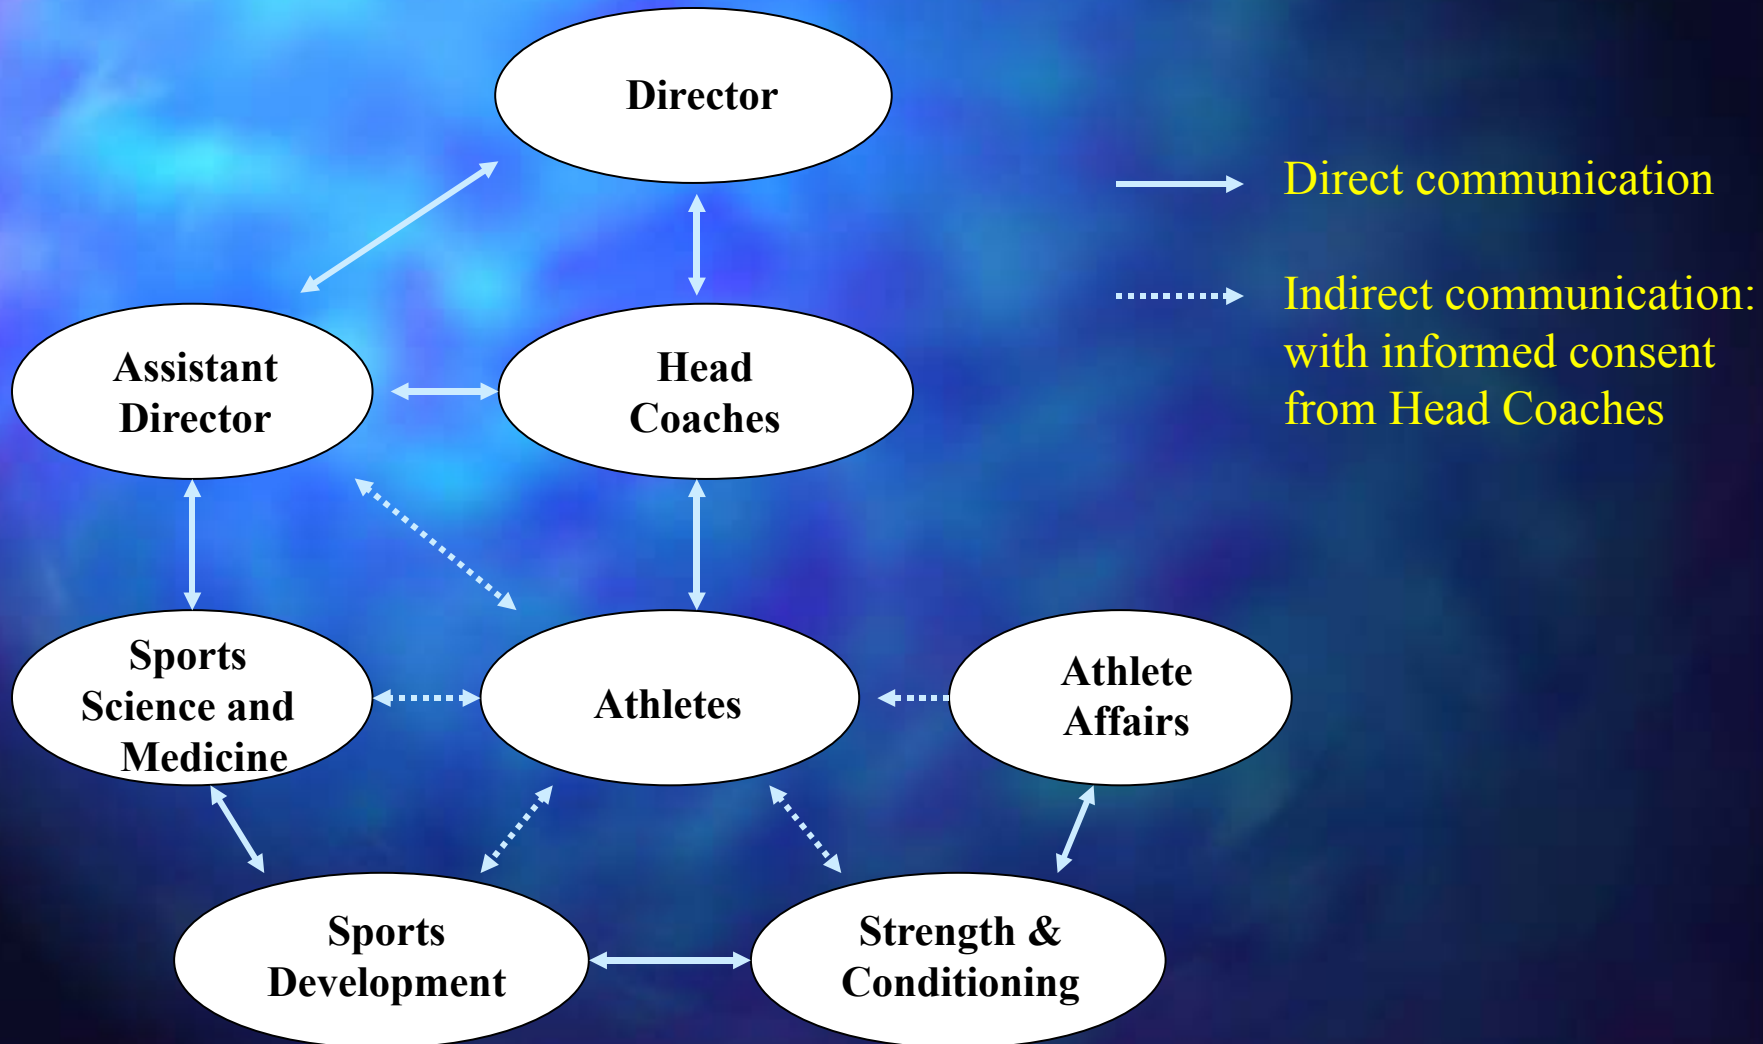 Director
Direct communication
Indirect communication:
with informed consent
from Head Coaches
Assistant
Director
Head
Coaches
Sports
Science and
Medicine
Athletes
Athlete
Affairs
Sports
Development
Strength &
Conditioning